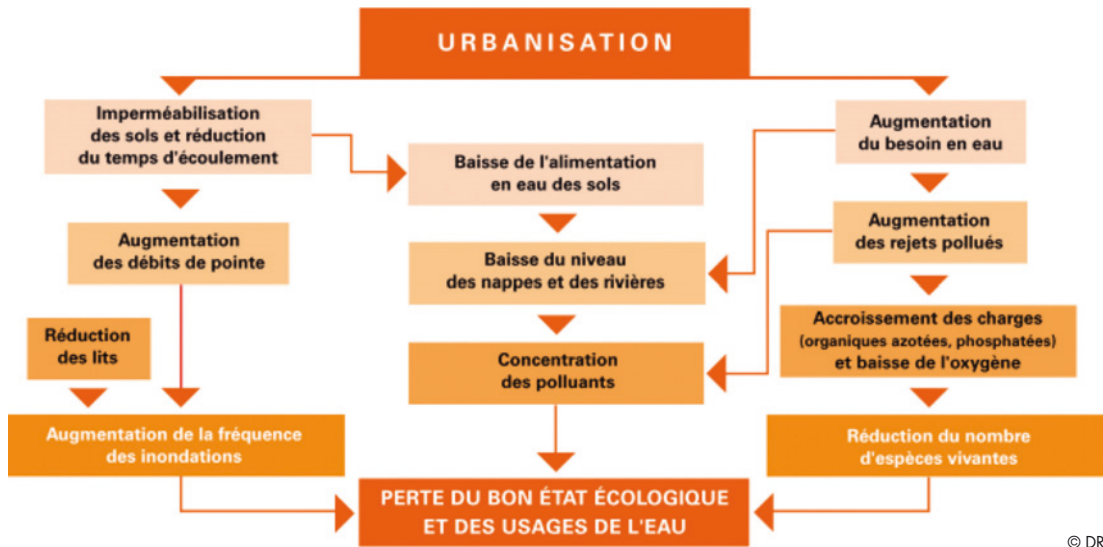 URBANISATION
Imperméabilisation
des sols et réduction
du temps d'écoulement
Augmentation
du besoin en eau
Baisse de l'alimentation
en eau des sols
Augmentation
des débits de pointe
Augmentation
des rejets pollués
Baisse du niveau
des nappes et des rivières
Réduction
des lits
Accroissement des charges
(organiques azotées, phosphatées)
et baisse de l'oxygène
Concentration
des polluants
Augmentation de la fréquence
des inondations
Réduction du nombre
d'espèces vivantes
PERTE DU BON ÉTAT ÉCOLOGIQUE
ET DES USAGES DE L'EAU
© DR